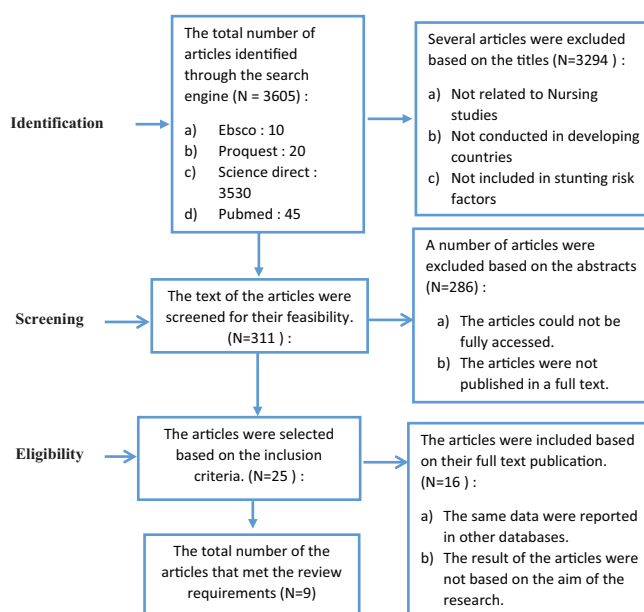 The total number of
articles identified
through the search
engine (N = 3605) :
a) Ebsco : 10
b) Proquest : 20
c) Science direct :
3530
d) Pubmed : 45
Several articles were excluded
based on the titles (N=3294) :
a) Not related to Nursing
studies
b) Not conducted in developing
countries
c) Not included in stunting risk
factors
Identification
A number of articles were
excluded based on the abstracts
(N=286) :
a) The articles could not be
fully accessed.
b) The articles were not
published in a full text.
Screening
The text of the articles were
screened for their feasibility.
(N=311) :
Eligibility
The articles were selected
based on the inclusion
criteria. (N=25 ) :
The articles were included based
on their full text publication.
(N=16 ) :
a) The same data were reported
in other databases.
b) The result of the articles were
not based on the aim of the
research.
The total number of the
articles that met the review
requirements (N=9)